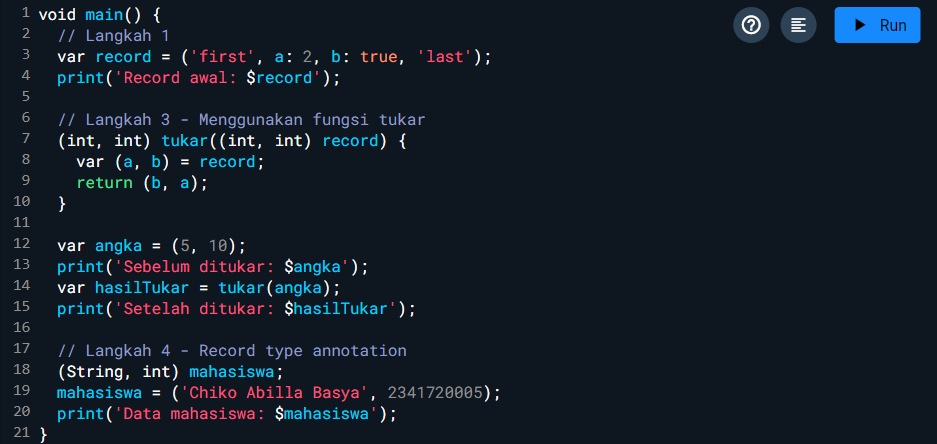 1 void main() {
2   // Langkah 1
3   var record = ('first', a: 2, b: true, 'last');
4   print('Record awal: $record');
5
6   // Langkah 3 - Menggunakan fungsi tukar
7   (int, int) tukar((int, int) record) {
8     var (a, b) = record;
9     return (b, a);
10   }
11
12   var angka = (5, 10);
13   print('Sebelum ditukar: $angka');
14   var hasilTukar = tukar(angka);
15   print('Setelah ditukar: $hasilTukar');
16
17   // Langkah 4 - Record type annotation
18   (String, int) mahasiswa;
19   mahasiswa = ('Chiko Abilla Basya', 2341720005);
20   print('Data mahasiswa: $mahasiswa');
21 }
Run